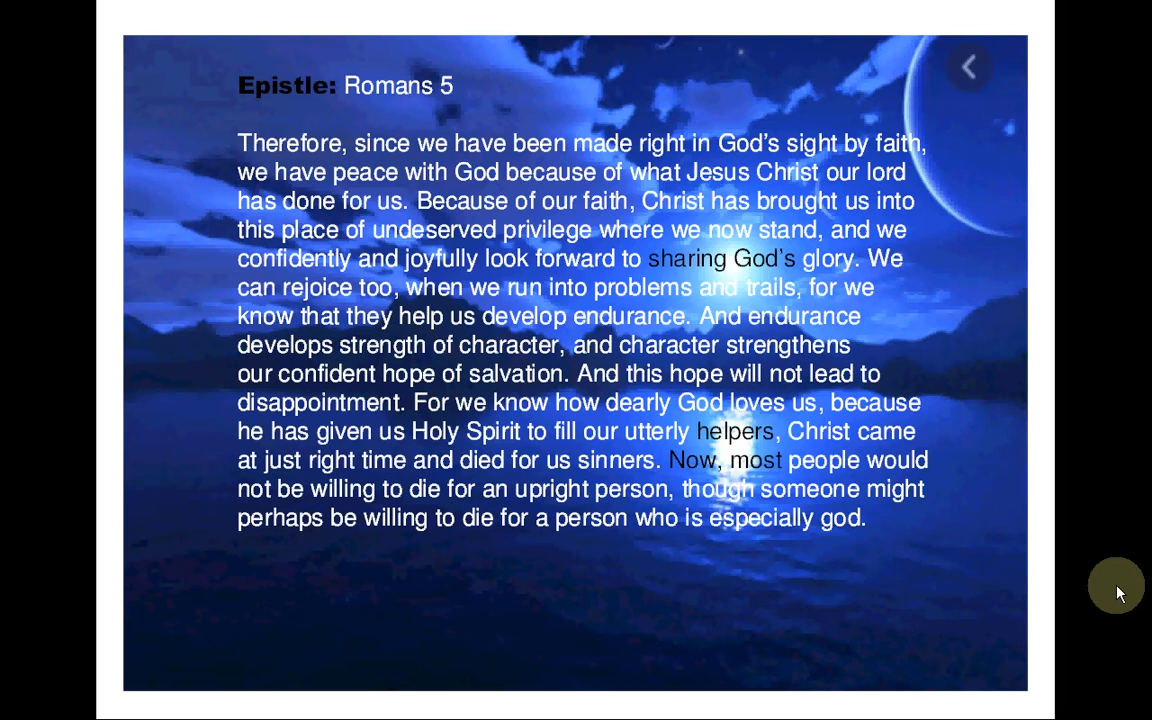 Epistle: Romans 5
Therefore, since we have been made right in God’s sight by faith,
we have peace with God because of what Jesus Christ our lord
has done for us. Because of our faith, Christ has brought us into
this place of undeserved privilege where we now stand, and we
confidently and joyfully look forward to sharing God’s glory. We
can rejoice too, when we run into problems and trails, for we
know that they help us develop endurance. And endurance
develops strength of character, and character strengthens
our confident hope of salvation. And this hope will not lead to
disappointment. For we know how dearly God loves us, because
he has given us Holy Spirit to fill our utterly helpers, Christ came
at just right time and died for us sinners. Now, most people would
not be willing to die for an upright person, though someone might
perhaps be willing to die for a person who is especially god.